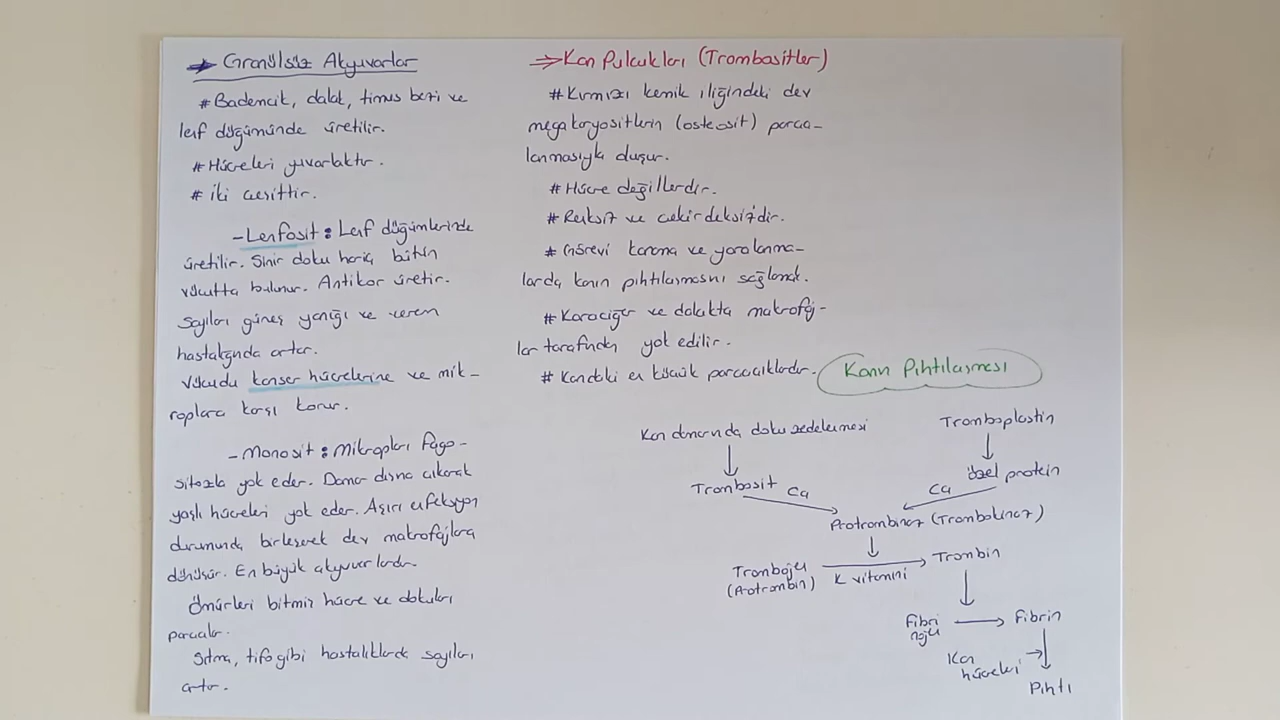 → Granülsüz Akyuvarlar
# Bademcik, dalak, timus bezi ve
lenf düğümünde üretilir.
# Hücreleri yuvarlaktır.
# İki çeşittir.
- Lenfosit : Lenf düğümlerinde
üretilir. Sinir doku hariç bütün
vücutta bulunur. Antikor üretir.
Sayıları güneş yanığı ve verem
hastalığında artar.
Vücudu kanser hücrelerine ve mik-
roplara karşı korur.
- Monosit : Mikropları fago-
sitozla yok eder. Damar dışına çıkarak
yaşlı hücreleri yok eder. Aşırı enfeksiyon
durumunda birleşerek dev makrofajlara
dönüşür. En büyük akyuvarlardır.
Ömürleri bitmiş hücre ve dokuları
parçalar.
Sıtma, tifo gibi hastalıklarda sayıları
artar.
⇒ Kan Pulcukları (Trombositler)
# Kırmızı kemik iliğindeki dev
megakaryositlerin (osteosit) parça-
lanmasıyla oluşur.
# Hücre değillerdir.
# Renksiz ve çekirdeksizdir.
# Görevi kanama ve yaralanma-
larda kanın pıhtılaşmasını sağlamak.
# Karaciğer ve dalakta makrofaj-
lar tarafından yok edilir.
# Kandaki en küçük parçacıklardır.
Kanın Pıhtılaşması
Kan damarında doku zedelenmesi
Tromboplastin
↓
↓
Trombosit
Ca
özel protein
Ca
Protrombinaz (Trombokinaz)
↓
Trombojen
(Protrombin)
→
K vitamini
Trombin
↓
Fibri
nojen
→
Fibrin
Kan
hücreleri
→
↓
Pıhtı